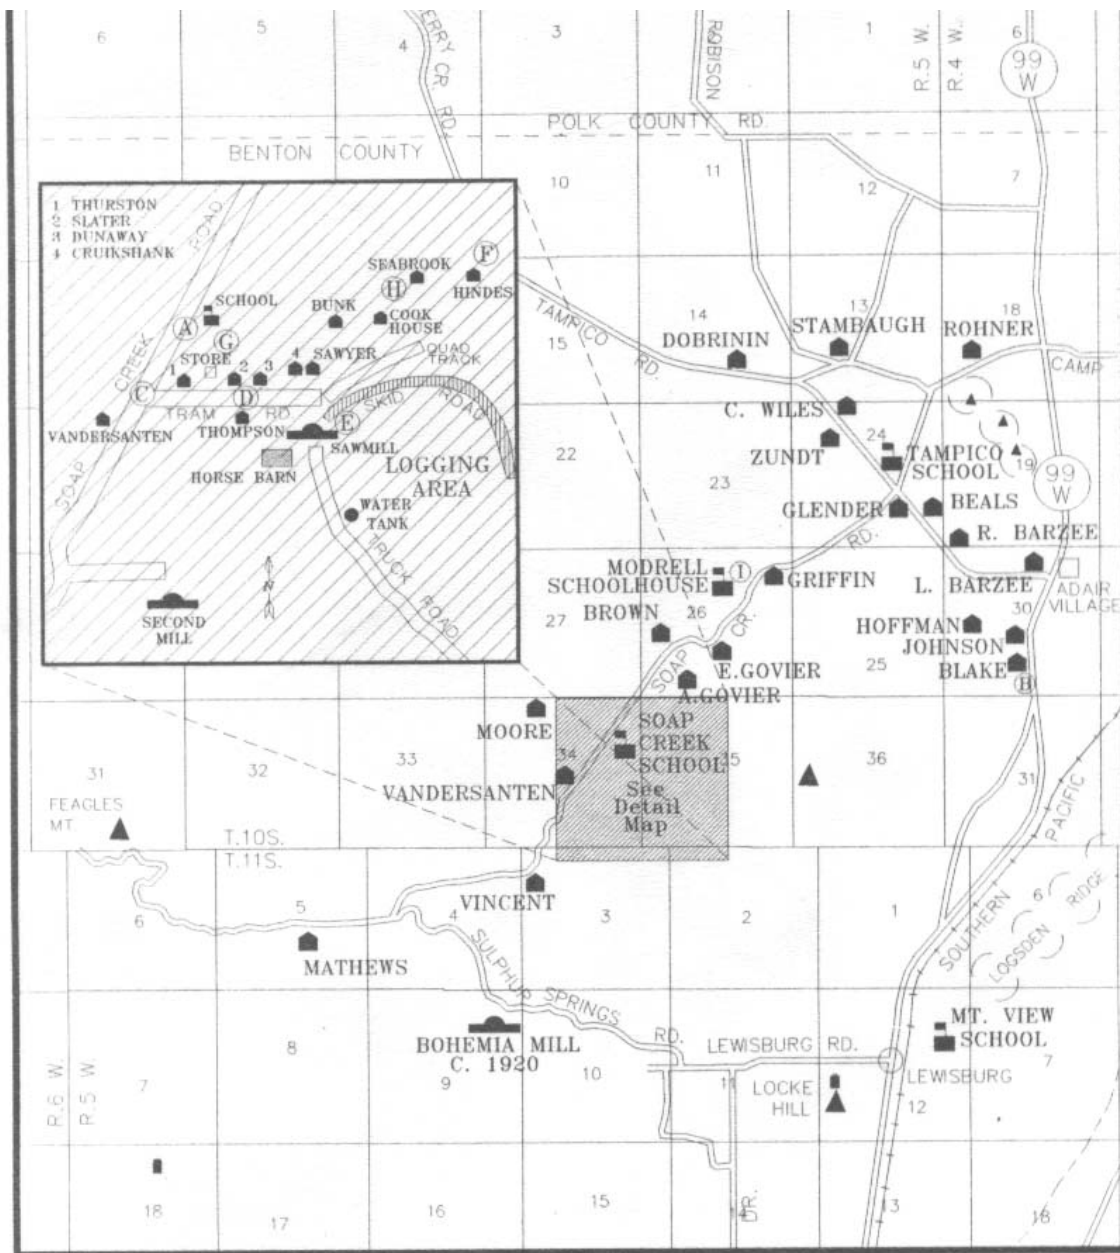 6
5
4
3
1
6
FERRY CR RD.
ROBISON
R.5 W.
R.4 W.
99
W
POLK COUNTY RD.
BENTON COUNTY
10
11
12
7
1 THURSTON
2 SLATER
3 DUNAWAY
4 CRUIKSHANK
ROAD
SEABROOK
F
H
HINDES
SCHOOL
BUNK
COOK
HOUSE
A
G
STORE
4
SAWYER
QUAD
TRACK
CREEK
1
2
3
C
D
TRAM RD.
SKID ROAD
E
VANDERSANTEN
THOMPSON
SAWMILL
HORSE BARN
LOGGING
AREA
SOAP
WATER
TANK
TRUCK ROAD
N
SECOND
MILL
TAMPICO RD.
14
13
18
15
DOBRININ
STAMBAUGH
ROHNER
CAMP
C. WILES
ZUNDT
24
TAMPICO
SCHOOL
19
22
23
99
W
GLENDER
BEALS
R. BARZEE
RD.
MODRELL
SCHOOLHOUSE
I
GRIFFIN
L. BARZEE
ADAIR
VILLAGE
30
27
BROWN
26
CR.
SOAP
HOFFMAN
JOHNSON
BLAKE
B
25
E.GOVIER
A.GOVIER
MOORE
SOAP
CREEK
SCHOOL
34
35
36
31
32
33
31
VANDERSANTEN
See
Detail
Map
FEAGLES
MT.
T.10S.
T.11S.
PACIFIC
SOUTHERN
VINCENT
6
5
4
3
2
1
6
LOGSDEN RIDGE
MATHEWS
SULPHUR SPRINGS RD.
BOHEMIA MILL
C. 1920
LEWISBURG RD.
MT. VIEW
SCHOOL
LEWISBURG
8
9
10
11
12
7
7
R.6 W.
R.5 W.
LOCKE
HILL
18
17
16
15
14
DR.
13
18